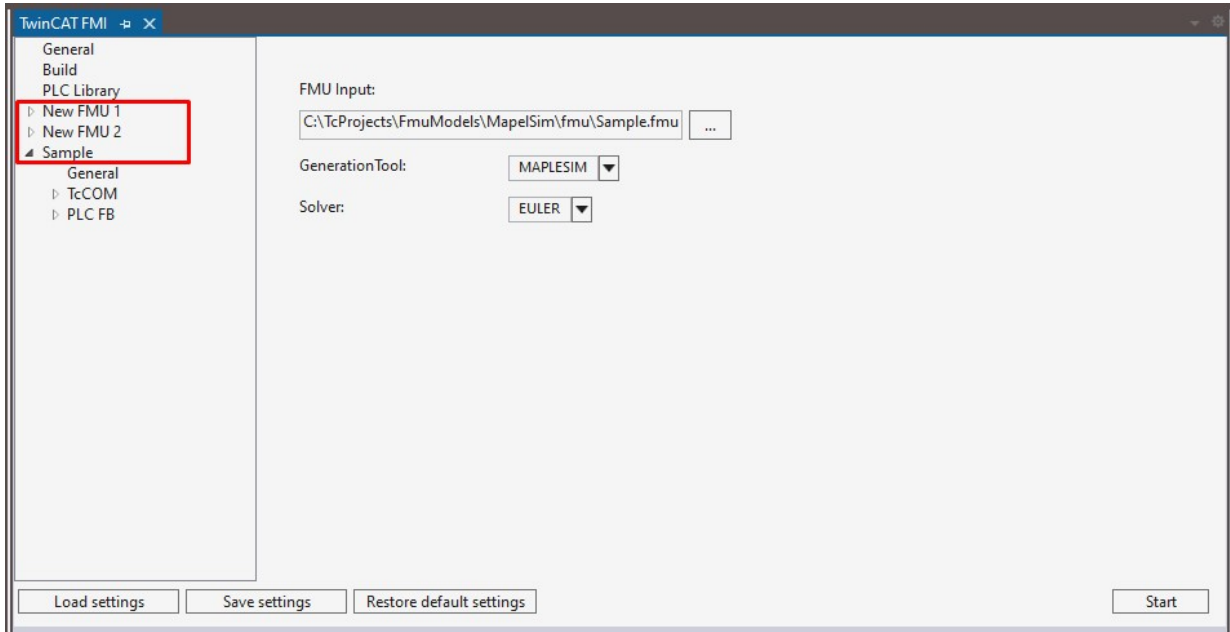 TwinCAT FMI
General
Build
PLC Library
New FMU 1
New FMU 2
Sample
General
TcCOM
PLC FB
FMU Input:
C:\TcProjects\FmuModels\MapelSim\fmu\Sample.fmu
...
GenerationTool:
MAPLESIM
Solver:
EULER
Load settings
Save settings
Restore default settings
Start